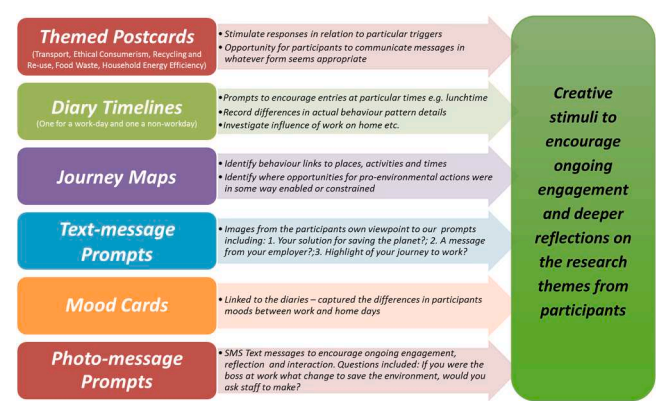 Themed Postcards
(Transport, Ethical Consumerism, Recycling and
Re-use, Food Waste, Household Energy Efficiency)
• Stimulate responses in relation to particular triggers
• Opportunity for participants to communicate messages in
whatever form seems appropriate
Diary Timelines
(One for a work-day and one a non-workday)
•Prompts to encourage entries at particular times e.g. lunchtime
•Record differences in actual behaviour pattern details
•Investigate influence of work on home etc.
Journey Maps
•Identify behaviour links to places, activities and times
•Identify where opportunities for pro-environmental actions were
in some way enabled or constrained
Text-message
Prompts
•Images from the participants own viewpoint to our prompts
including: 1. Your solution for saving the planet?; 2. A message
from your employer?;3. Highlight of your journey to work?
Mood Cards
•Linked to the diaries – captured the differences in participants
moods between work and home days
Photo-message
Prompts
•SMS Text messages to encourage ongoing engagement,
reflection and interaction. Questions included: If you were the
boss at work what change to save the environment, would you
ask staff to make?
Creative
stimuli to
encourage
ongoing
engagement
and deeper
reflections on
the research
themes from
participants